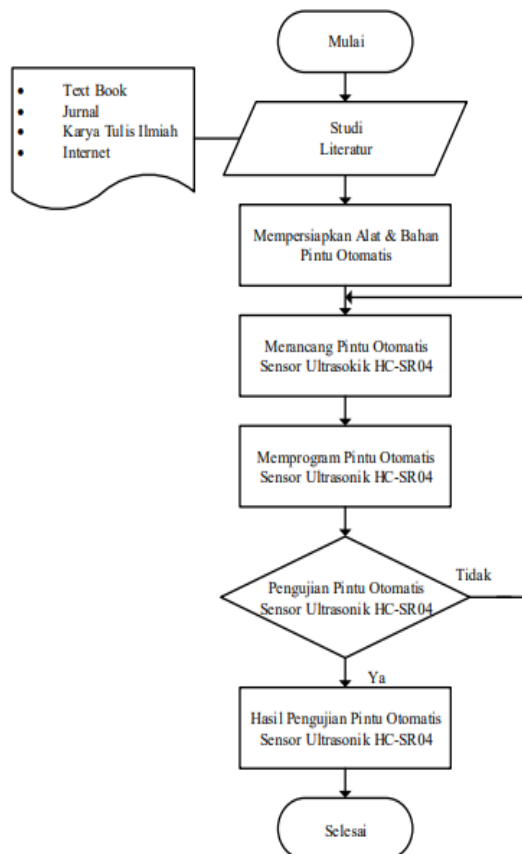 Mulai
• Text Book
• Jurnal
• Karya Tulis Ilmiah
• Internet
Studi
Literatur
Mempersiapkan Alat & Bahan
Pintu Otomatis
Merancang Pintu Otomatis
Sensor Ultrasokik HC-SR04
Memprogram Pintu Otomatis
Sensor Ultrasonik HC-SR04
Pengujian Pintu Otomatis
Sensor Ultrasonik HC-SR04
Tidak
Ya
Hasil Pengujian Pintu Otomatis
Sensor Ultrasonik HC-SR04
Selesai